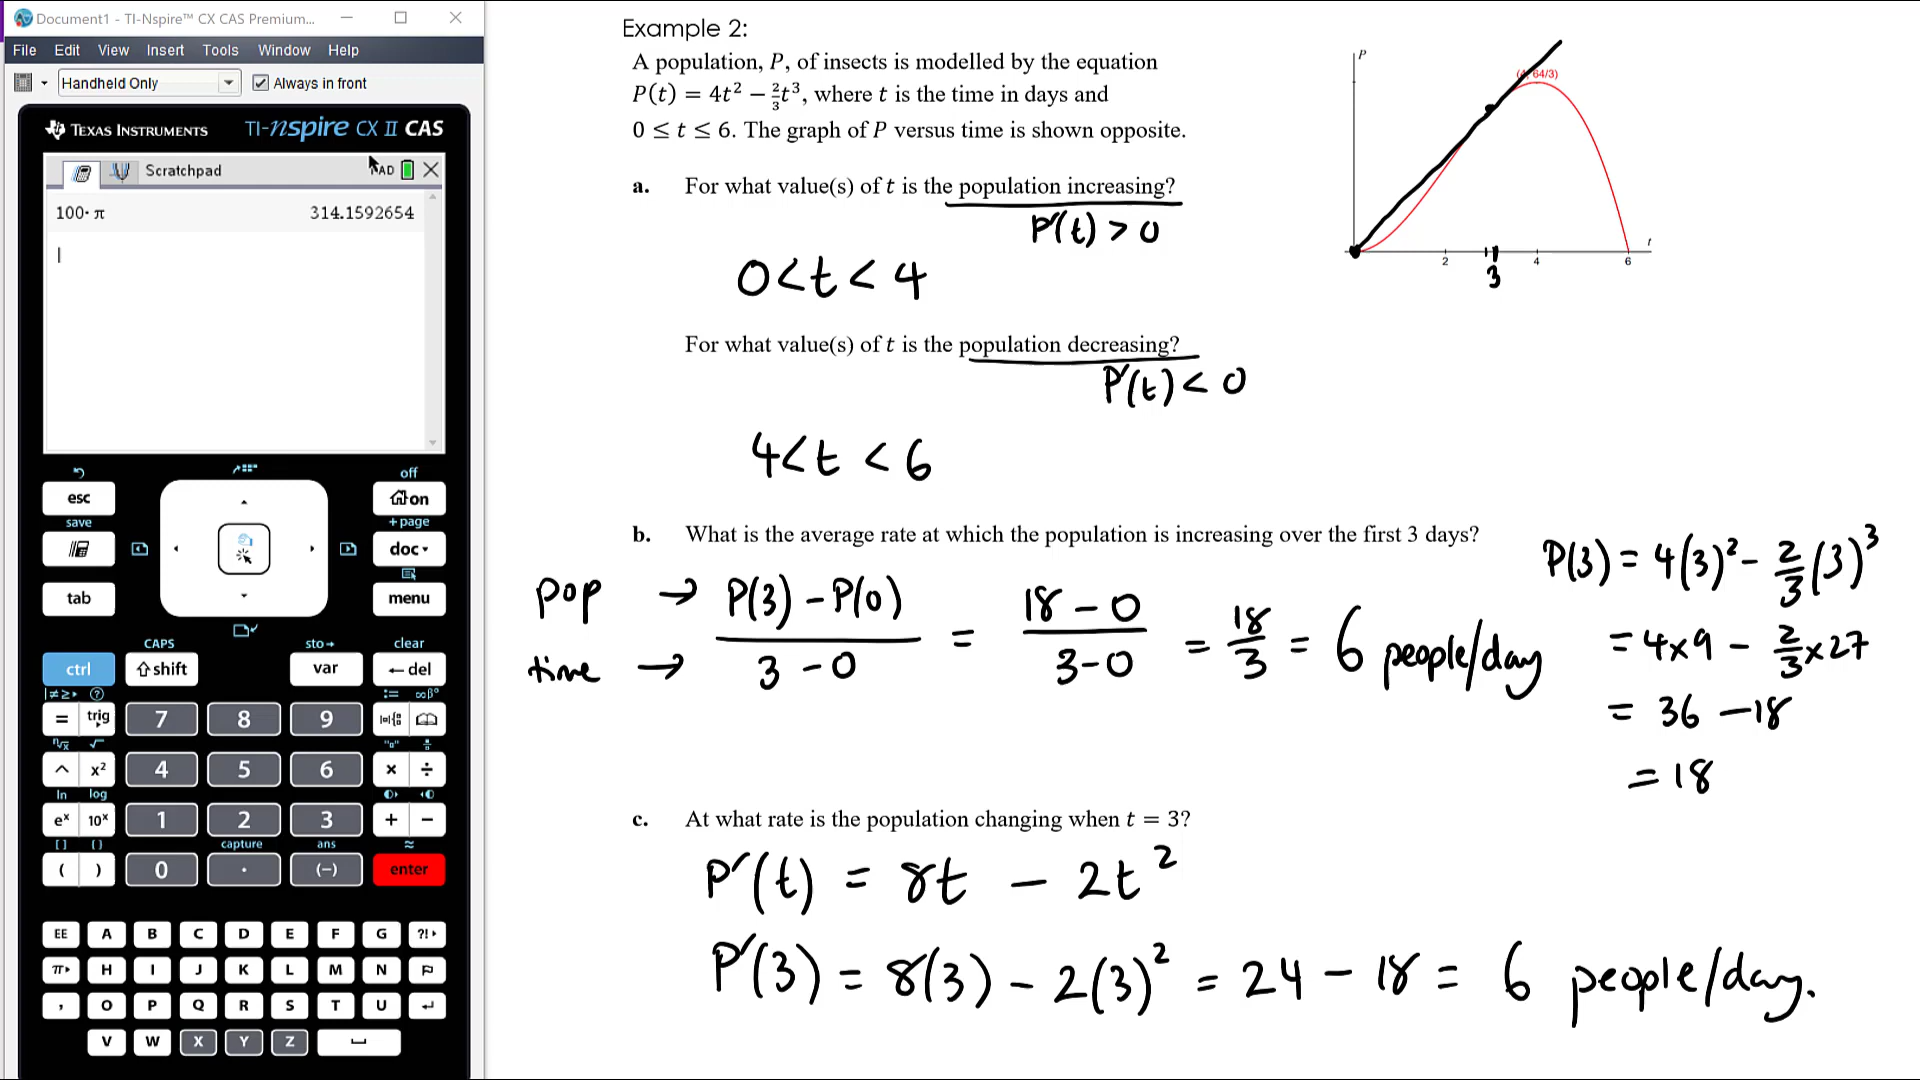 Document1 - TI-Nspire™ CX CAS Premium...
File Edit View Insert Tools Window Help
Handheld Only
Always in front
TEXAS INSTRUMENTS TI-nspire CX II CAS
Scratchpad
RAD
100·π 314.1592654
off
esc on
save +page
doc
tab menu
CAPS sto→ clear
ctrl shift var ←del
|≠≥▸ ? := ∞β°
= trig 7 8 9
ⁿ√x √
^ x² 4 5 6 × ÷
ln log
eˣ 10ˣ 1 2 3 + −
[] {} capture ans ≈
( ) 0 . (−) enter
EE A B C D E F G ?!▸
π▸ H I J K L M N
, O P Q R S T U ↵
V W X Y Z
Example 2:
A population, P, of insects is modelled by the equation
P(t) = 4t² − 2/3t³, where t is the time in days and
0 ≤ t ≤ 6. The graph of P versus time is shown opposite.
P
64/3)
t
2 4 6
3
a. For what value(s) of t is the population increasing?
P'(t) > 0
0 < t < 4
For what value(s) of t is the population decreasing?
P'(t) < 0
4 < t < 6
b. What is the average rate at which the population is increasing over the first 3 days?
pop → P(3) − P(0)
time → 3 − 0
= 18 − 0 / 3−0 = 18/3 = 6 people/day
P(3) = 4(3)² − 2/3(3)³
= 4×9 − 2/3×27
= 36 − 18
= 18
c. At what rate is the population changing when t = 3?
P'(t) = 8t − 2t²
P'(3) = 8(3) − 2(3)² = 24 − 18 = 6 people/day.